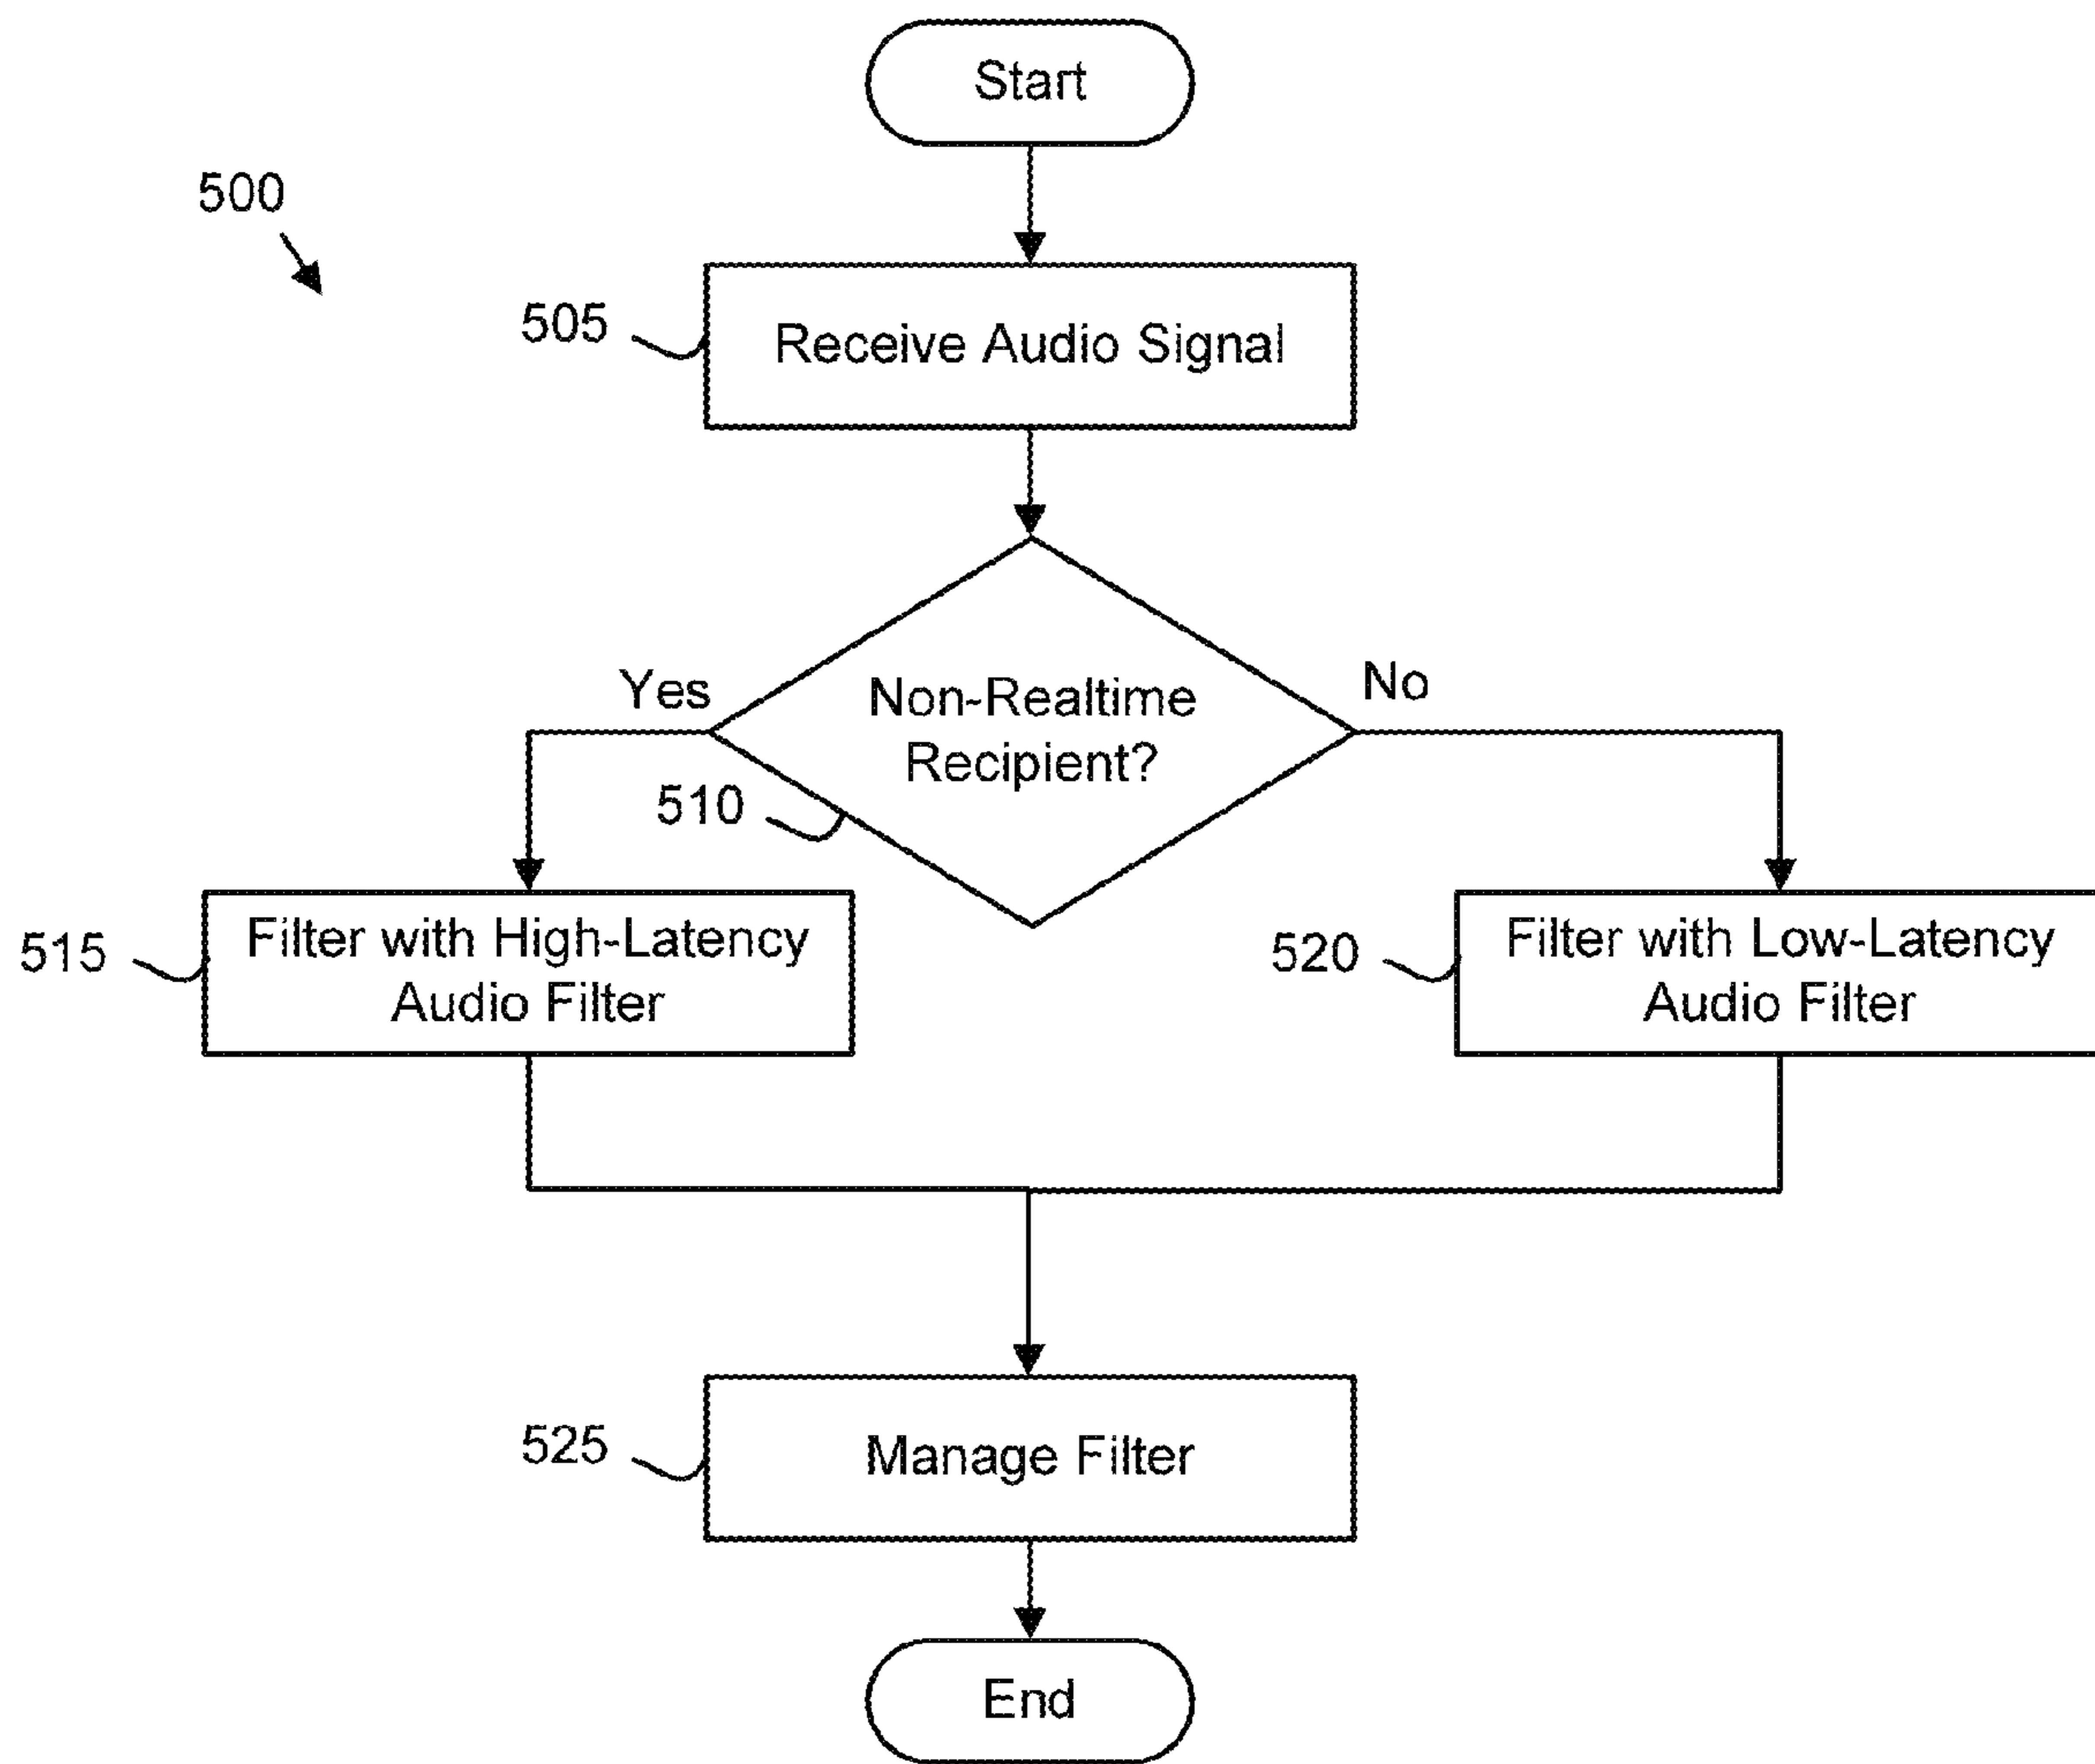 Start
500
505
Receive Audio Signal
Yes
No
Non-Realtime
Recipient?
510
515
Filter with High-Latency
Audio Filter
520
Filter with Low-Latency
Audio Filter
525
Manage Filter
End